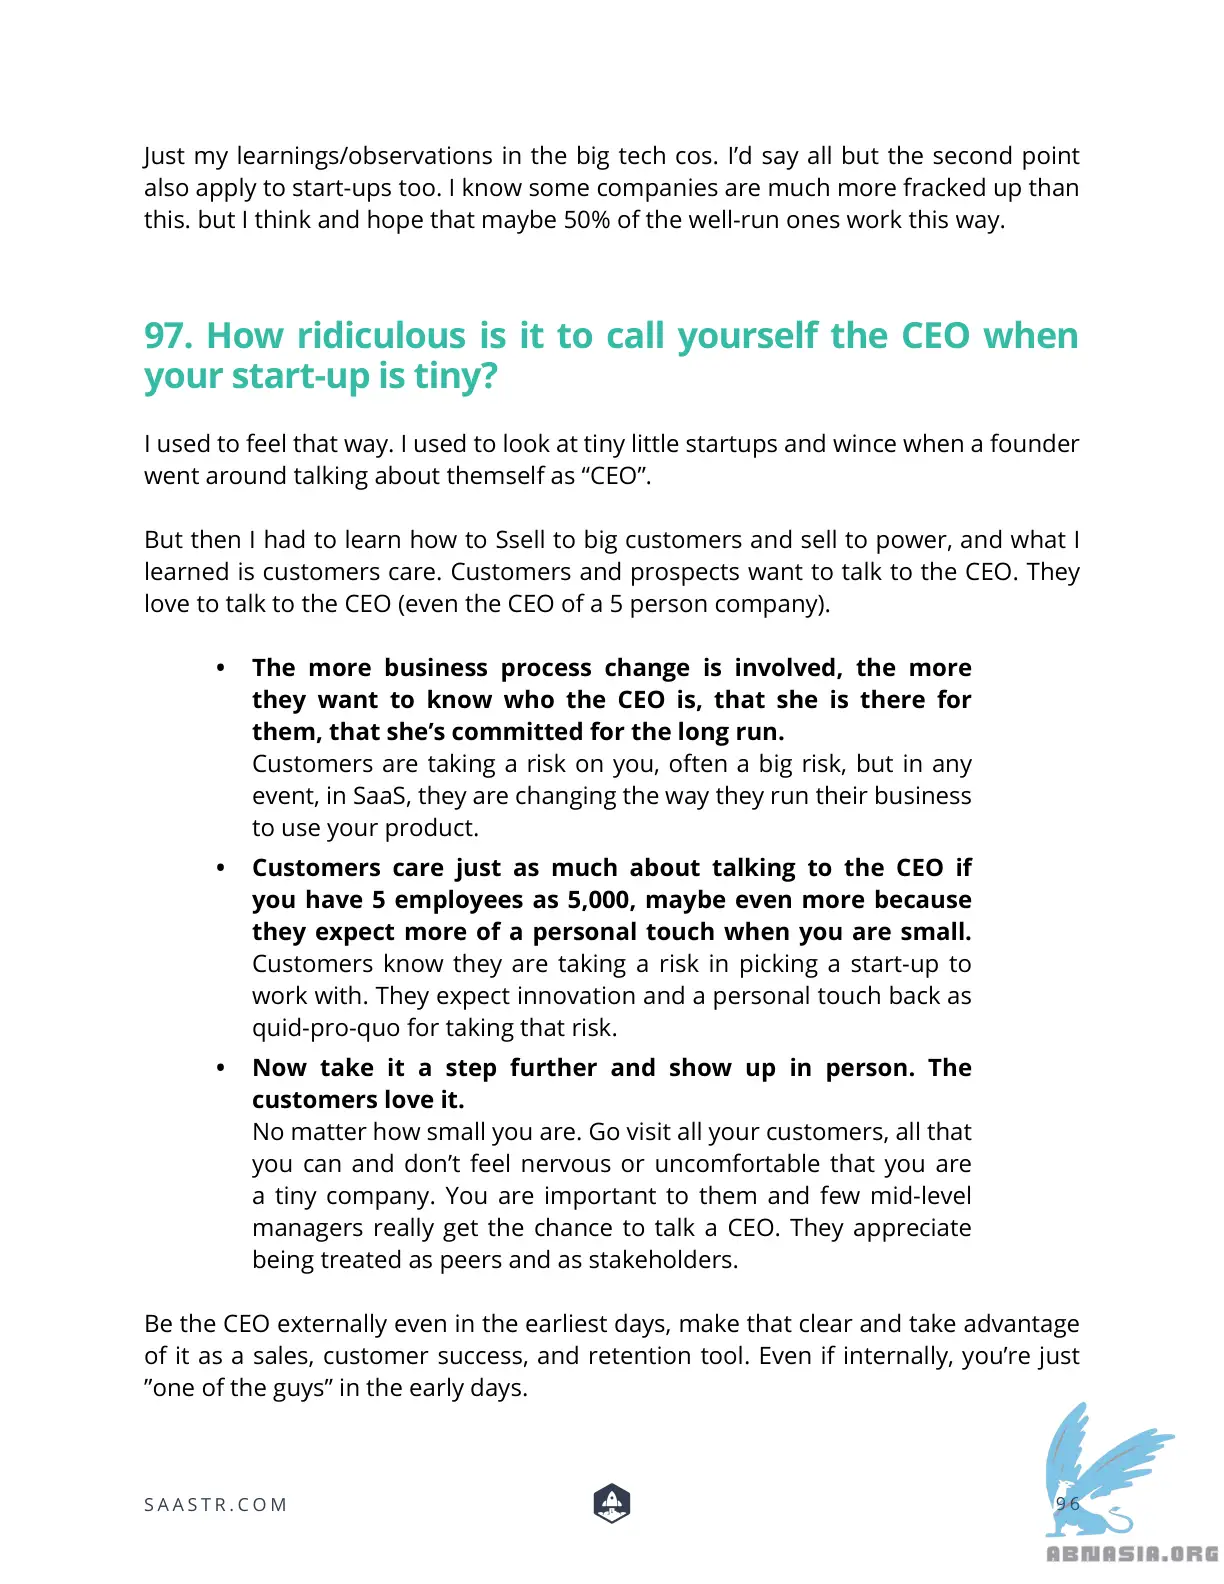 Just my learnings/observations in the big tech cos. I’d say all but the second point
also apply to start-ups too. I know some companies are much more fracked up than
this. but I think and hope that maybe 50% of the well-run ones work this way.
97. How ridiculous is it to call yourself the CEO when
your start-up is tiny?
I used to feel that way. I used to look at tiny little startups and wince when a founder
went around talking about themself as “CEO”.
But then I had to learn how to Ssell to big customers and sell to power, and what I
learned is customers care. Customers and prospects want to talk to the CEO. They
love to talk to the CEO (even the CEO of a 5 person company).
• The more business process change is involved, the more
they want to know who the CEO is, that she is there for
them, that she’s committed for the long run.
Customers are taking a risk on you, often a big risk, but in any
event, in SaaS, they are changing the way they run their business
to use your product.
• Customers care just as much about talking to the CEO if
you have 5 employees as 5,000, maybe even more because
they expect more of a personal touch when you are small.
Customers know they are taking a risk in picking a start-up to
work with. They expect innovation and a personal touch back as
quid-pro-quo for taking that risk.
• Now take it a step further and show up in person. The
customers love it.
No matter how small you are. Go visit all your customers, all that
you can and don’t feel nervous or uncomfortable that you are
a tiny company. You are important to them and few mid-level
managers really get the chance to talk a CEO. They appreciate
being treated as peers and as stakeholders.
Be the CEO externally even in the earliest days, make that clear and take advantage
of it as a sales, customer success, and retention tool. Even if internally, you’re just
”one of the guys” in the early days.
SAASTR.COM
96
ABNASIA.ORG